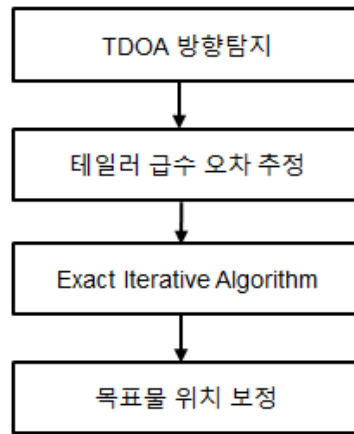 TDOA 방향탐지
테일러 급수 오차 추정
Exact Iterative Algorithm
목표물 위치 보정